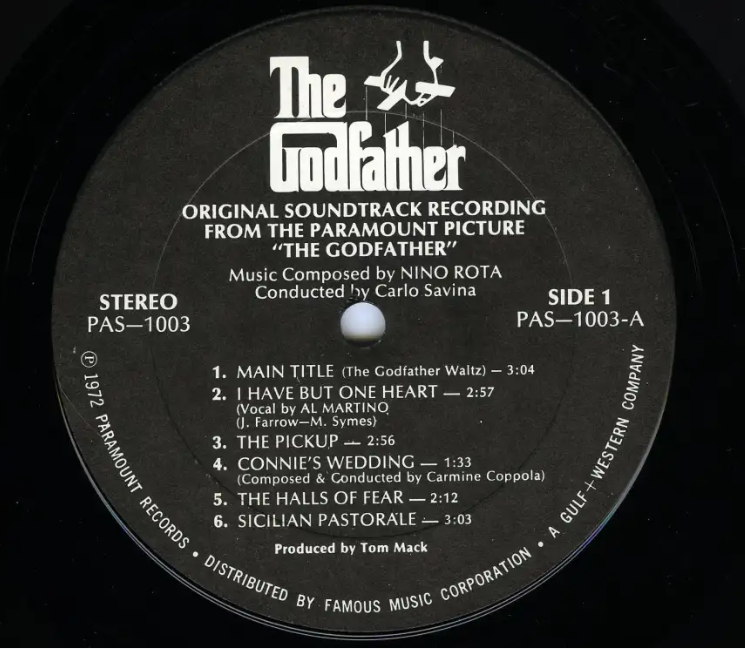 The
Godfather
ORIGINAL SOUNDTRACK RECORDING
FROM THE PARAMOUNT PICTURE
“THE GODFATHER”
Music Composed by NINO ROTA
Conducted by Carlo Savina
STEREO
PAS—1003
SIDE 1
PAS—1003-A
1. MAIN TITLE (The Godfather Waltz) — 3:04
2. I HAVE BUT ONE HEART — 2:57
(Vocal by AL MARTINO
(J. Farrow—M. Symes)
3. THE PICKUP — 2:56
4. CONNIE'S WEDDING — 1:33
(Composed & Conducted by Carmine Coppola)
5. THE HALLS OF FEAR — 2:12
6. SICILIAN PASTORALE — 3:03
Produced by Tom Mack
℗ 1972 PARAMOUNT RECORDS • DISTRIBUTED BY FAMOUS MUSIC CORPORATION • A GULF+WESTERN COMPANY